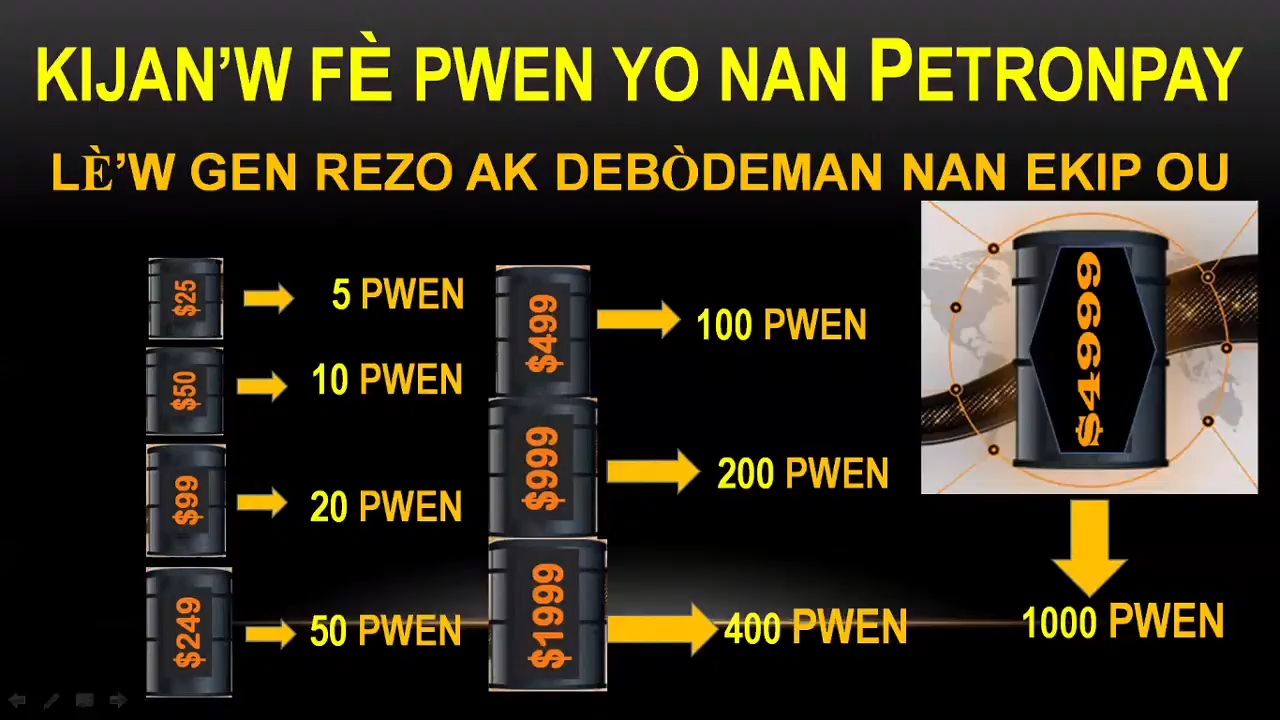 KIJAN'W FÈ PWEN YO NAN PETRONPAY
LÈ'W GEN REZO AK DEBÒDEMAN NAN EKIP OU
$25
5 PWEN
$50
10 PWEN
$99
20 PWEN
$249
50 PWEN
$499
100 PWEN
$999
200 PWEN
$1999
400 PWEN
$4999
1000 PWEN